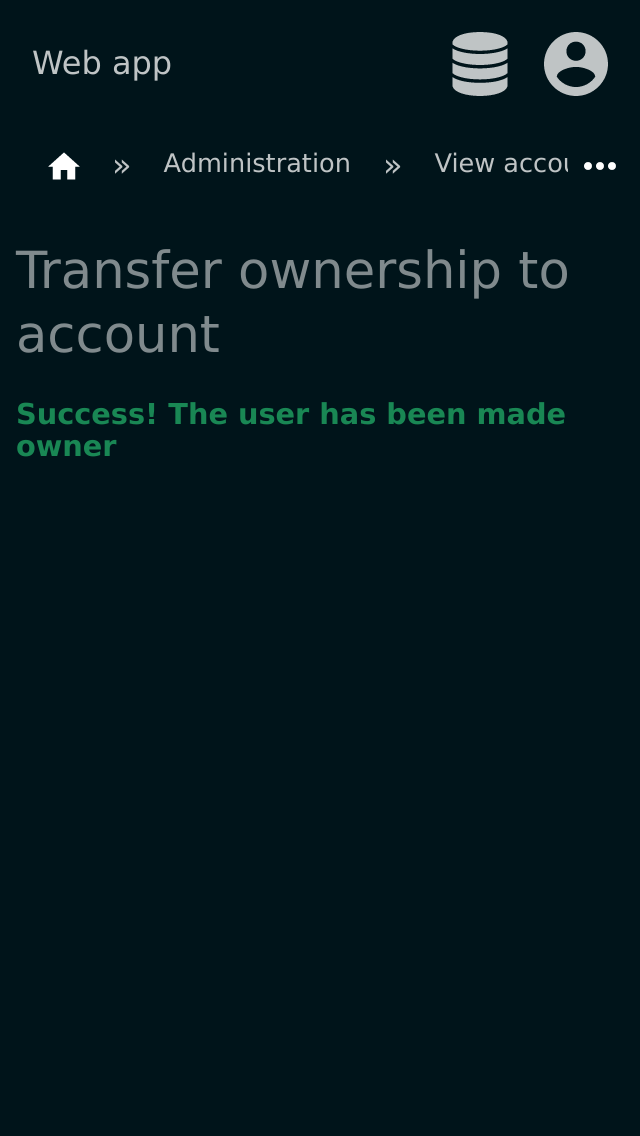 Web app
» Administration » View accou
Transfer ownership to
account
Success! The user has been made
owner